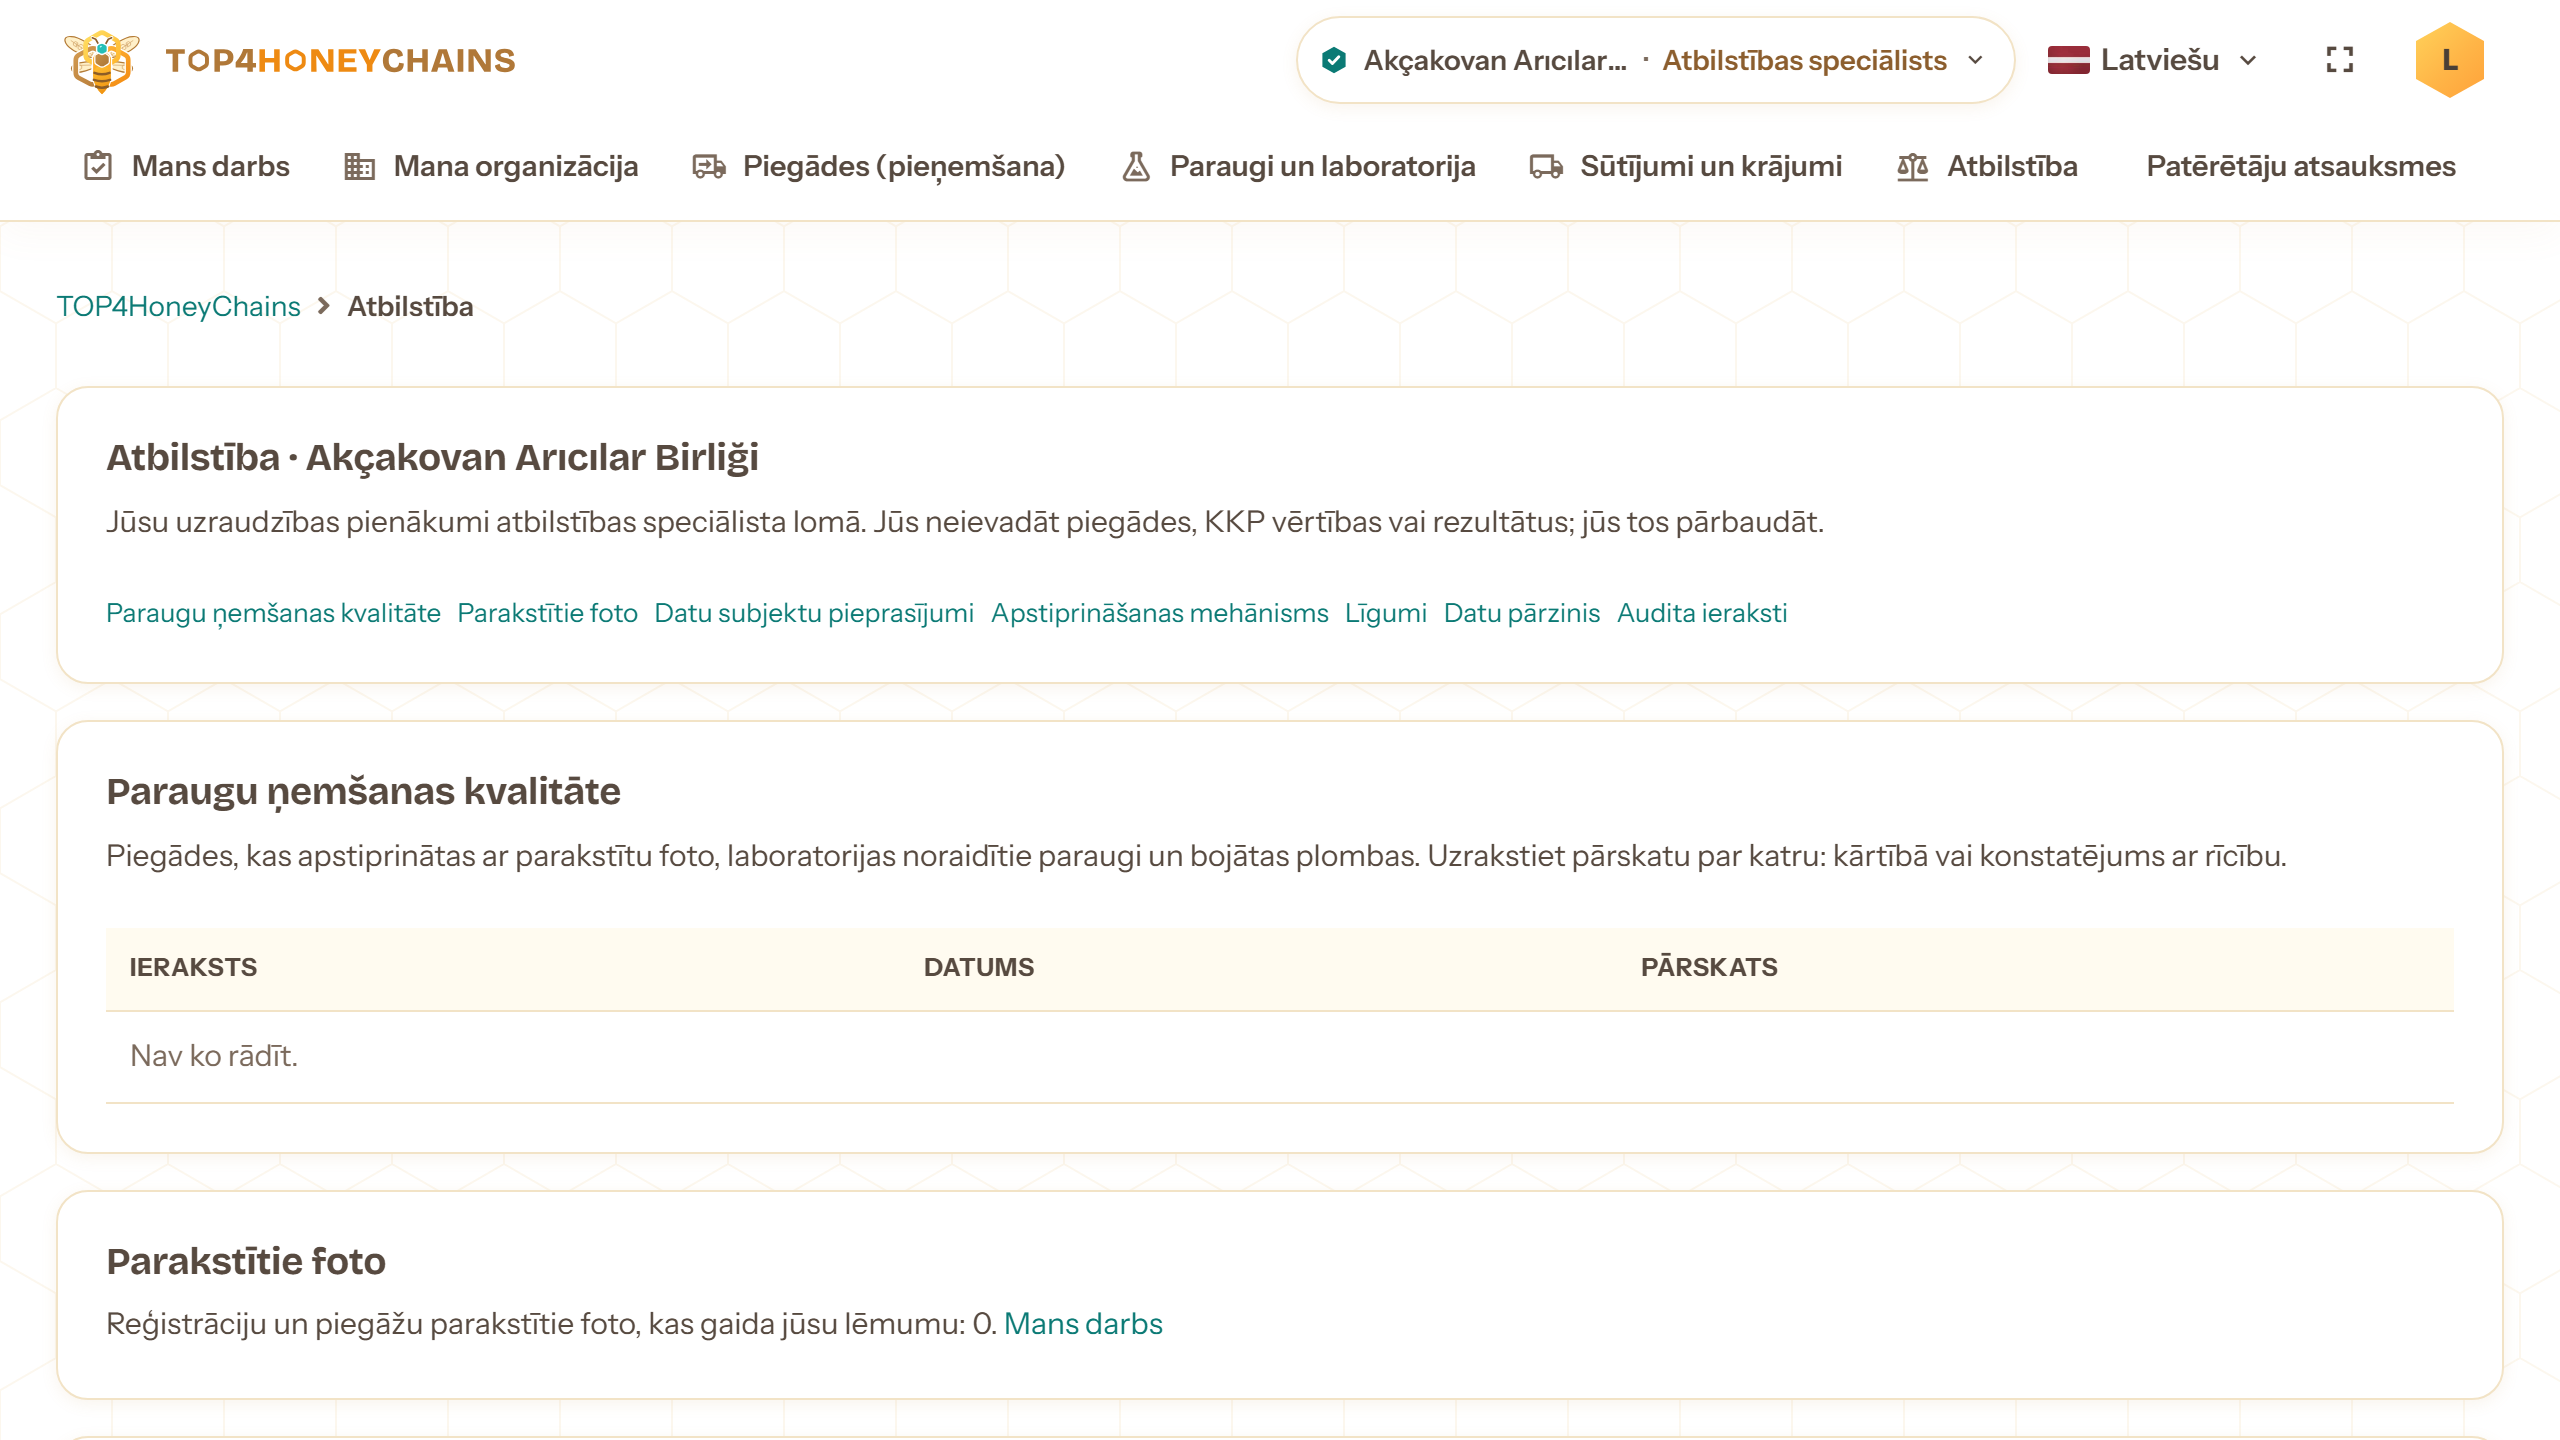 TOP4HONEYCHAINS
Akçakovan Arıcılar... · Atbilstības speciālists
Latviešu
L
Mans darbs
Mana organizācija
Piegādes (pieņemšana)
Paraugi un laboratorija
Sūtījumi un krājumi
Atbilstība
Patērētāju atsauksmes
TOP4HoneyChains > Atbilstība
Atbilstība · Akçakovan Arıcılar Birliği
Jūsu uzraudzības pienākumi atbilstības speciālista lomā. Jūs neievadāt piegādes, KKP vērtības vai rezultātus; jūs tos pārbaudāt.
Paraugu ņemšanas kvalitāte Parakstītie foto Datu subjektu pieprasījumi Apstiprināšanas mehānisms Līgumi Datu pārzinis Audita ieraksti
Paraugu ņemšanas kvalitāte
Piegādes, kas apstiprinātas ar parakstītu foto, laboratorijas noraidītie paraugi un bojātas plombas. Uzrakstiet pārskatu par katru: kārtībā vai konstatējums ar rīcību.
IERAKSTS DATUMS PĀRSKATS
Nav ko rādīt.
Parakstītie foto
Reģistrāciju un piegāžu parakstītie foto, kas gaida jūsu lēmumu: 0. Mans darbs